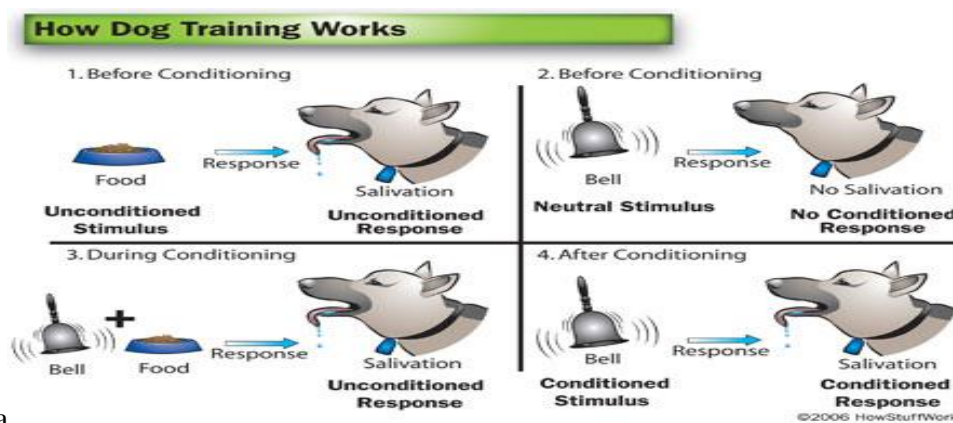 How Dog Training Works
1. Before Conditioning
Food
Unconditioned
Stimulus
Response
Salivation
Unconditioned
Response
2. Before Conditioning
Bell
Neutral Stimulus
Response
No Salivation
No Conditioned
Response
3. During Conditioning
Bell
+
Food
Response
Salivation
Unconditioned
Response
4. After Conditioning
Bell
Conditioned
Stimulus
Response
Salivation
Conditioned
Response
©2006 HowStuffWork
a